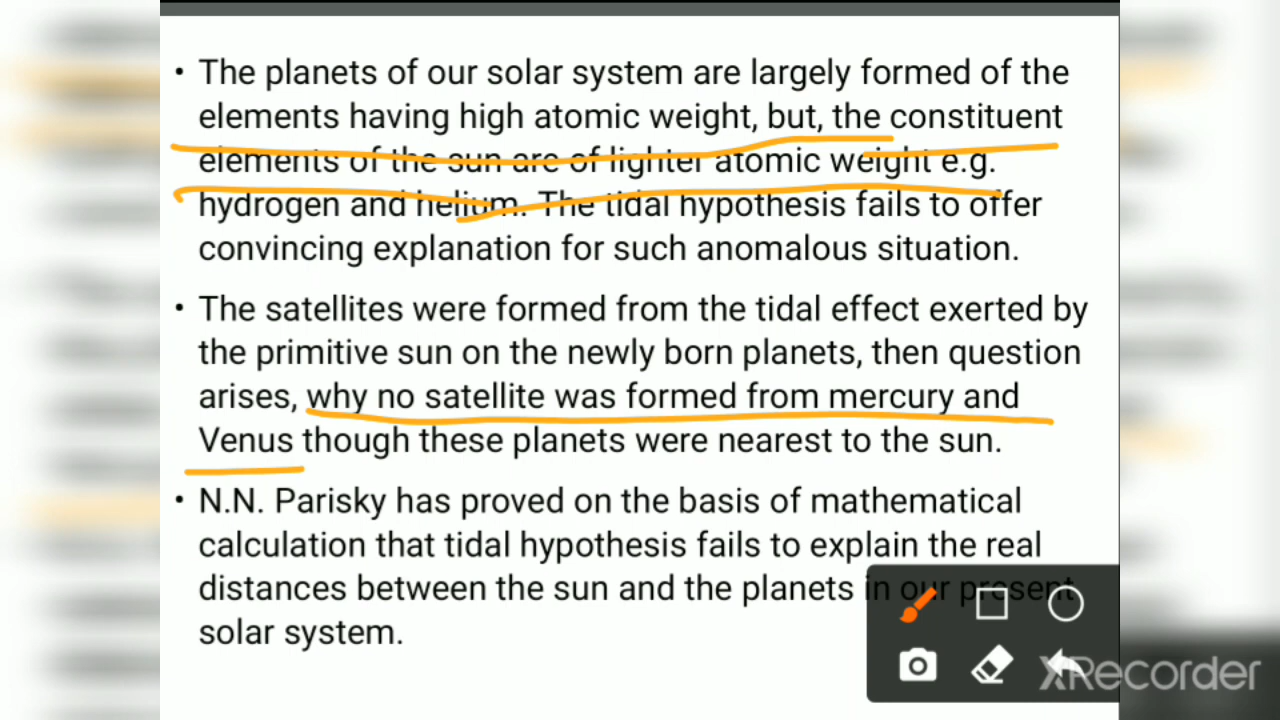 • The planets of our solar system are largely formed of the
elements having high atomic weight, but, the constituent
elements of the sun are of lighter atomic weight e.g.
hydrogen and helium. The tidal hypothesis fails to offer
convincing explanation for such anomalous situation.
• The satellites were formed from the tidal effect exerted by
the primitive sun on the newly born planets, then question
arises, why no satellite was formed from mercury and
Venus though these planets were nearest to the sun.
• N.N. Parisky has proved on the basis of mathematical
calculation that tidal hypothesis fails to explain the real
distances between the sun and the planets in our present
solar system.
XRecorder